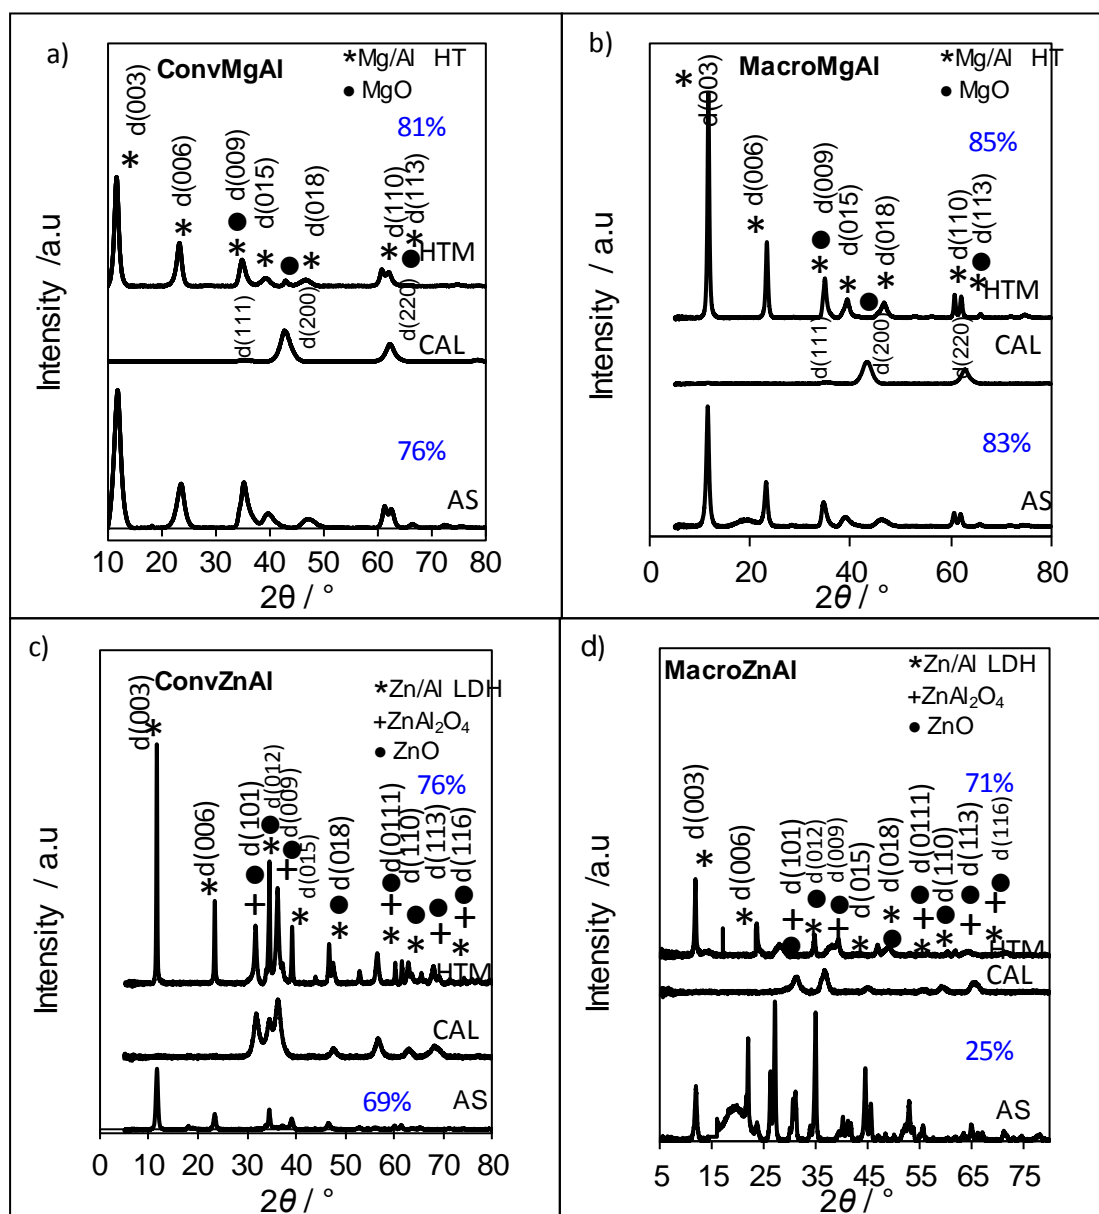 a)
ConvMgAl
*Mg/Al HT
● MgO
81%
* d(003)
d(006)
d(009)
d(015)
d(018)
d(110)
d(113)
HTM
d(111)
d(200)
d(220)
CAL
76%
AS
Intensity /a.u
10 20 30 40 50 60 70 80
2θ / °
b)
MacroMgAl
*Mg/Al HT
● MgO
85%
* d(003)
d(006)
d(009)
d(015)
d(018)
d(110)
d(113)
HTM
d(111)
d(200)
d(220)
CAL
83%
AS
Intensity / a.u
0 20 40 60 80
2θ / °
c)
ConvZnAl
*Zn/Al LDH
+ZnAl₂O₄
● ZnO
76%
d(003)
d(006)
d(101)
d(012)
d(009)
d(015)
d(018)
d(0111)
d(110)
d(113)
d(116)
HTM
CAL
69%
AS
Intensity /a.u
0 10 20 30 40 50 60 70 80
2θ / °
d)
MacroZnAl
*Zn/Al LDH
+ZnAl₂O₄
● ZnO
71%
d(003)
d(006)
d(101)
d(012)
d(009)
d(015)
d(018)
d(0111)
d(110)
d(113)
d(116)
HTM
CAL
25%
AS
Intensity /a.u
5 15 25 35 45 55 65 75
2θ / °